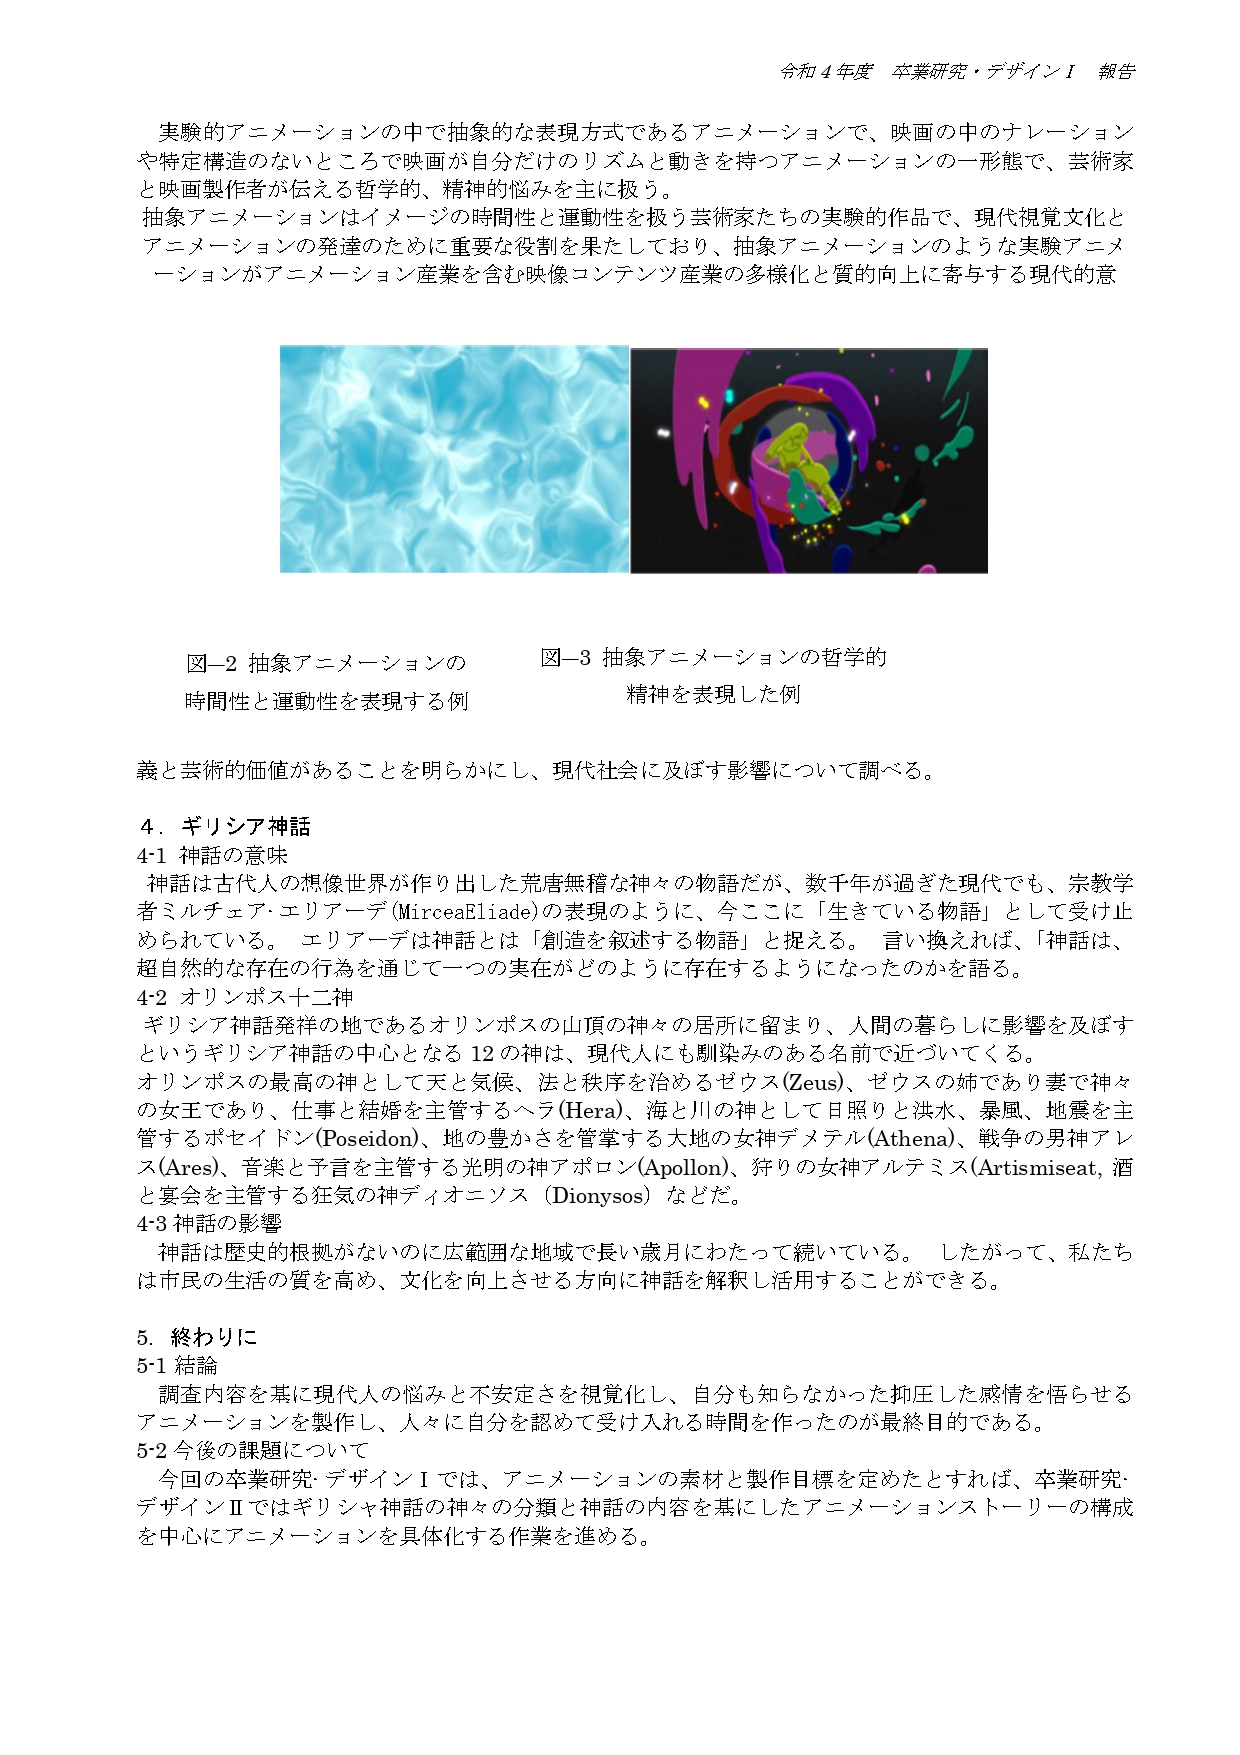 令和４年度　卒業研究・デザインⅠ　報告
実験的アニメーションの中で抽象的な表現方式であるアニメーションで、映画の中のナレーション
や特定構造のないところで映画が自分だけのリズムと動きを持つアニメーションの一形態で、芸術家
と映画製作者が伝える哲学的、精神的悩みを主に扱う。
抽象アニメーションはイメージの時間性と運動性を扱う芸術家たちの実験的作品で、現代視覚文化と
アニメーションの発達のために重要な役割を果たしており、抽象アニメーションのような実験アニメ
ーションがアニメーション産業を含む映像コンテンツ産業の多様化と質的向上に寄与する現代的意
図―2 抽象アニメーションの
時間性と運動性を表現する例
図―3 抽象アニメーションの哲学的
精神を表現した例
義と芸術的価値があることを明らかにし、現代社会に及ぼす影響について調べる。
４．ギリシア神話
4-1 神話の意味
神話は古代人の想像世界が作り出した荒唐無稽な神々の物語だが、数千年が過ぎた現代でも、宗教学
者ミルチェア·エリアーデ(MirceaEliade)の表現のように、今ここに「生きている物語」として受け止
められている。 エリアーデは神話とは「創造を叙述する物語」と捉える。 言い換えれば、「神話は、
超自然的な存在の行為を通じて一つの実在がどのように存在するようになったのかを語る。
4-2 オリンポス十二神
ギリシア神話発祥の地であるオリンポスの山頂の神々の居所に留まり、人間の暮らしに影響を及ぼす
というギリシア神話の中心となる 12 の神は、現代人にも馴染みのある名前で近づいてくる。
オリンポスの最高の神として天と気候、法と秩序を治めるゼウス(Zeus)、ゼウスの姉であり妻で神々
の女王であり、仕事と結婚を主管するヘラ(Hera)、海と川の神として日照りと洪水、暴風、地震を主
管するポセイドン(Poseidon)、地の豊かさを管掌する大地の女神デメテル(Athena)、戦争の男神アレ
ス(Ares)、音楽と予言を主管する光明の神アポロン(Apollon)、狩りの女神アルテミス(Artismiseat, 酒
と宴会を主管する狂気の神ディオニソス（Dionysos）などだ。
4-3 神話の影響
神話は歴史的根拠がないのに広範囲な地域で長い歳月にわたって続いている。 したがって、私たち
は市民の生活の質を高め、文化を向上させる方向に神話を解釈し活用することができる。
5. 終わりに
5-1 結論
調査内容を基に現代人の悩みと不安定さを視覚化し、自分も知らなかった抑圧した感情を悟らせる
アニメーションを製作し、人々に自分を認めて受け入れる時間を作ったのが最終目的である。
5-2 今後の課題について
今回の卒業研究·デザインⅠでは、アニメーションの素材と製作目標を定めたとすれば、卒業研究·
デザインⅡではギリシャ神話の神々の分類と神話の内容を基にしたアニメーションストーリーの構成
を中心にアニメーションを具体化する作業を進める。